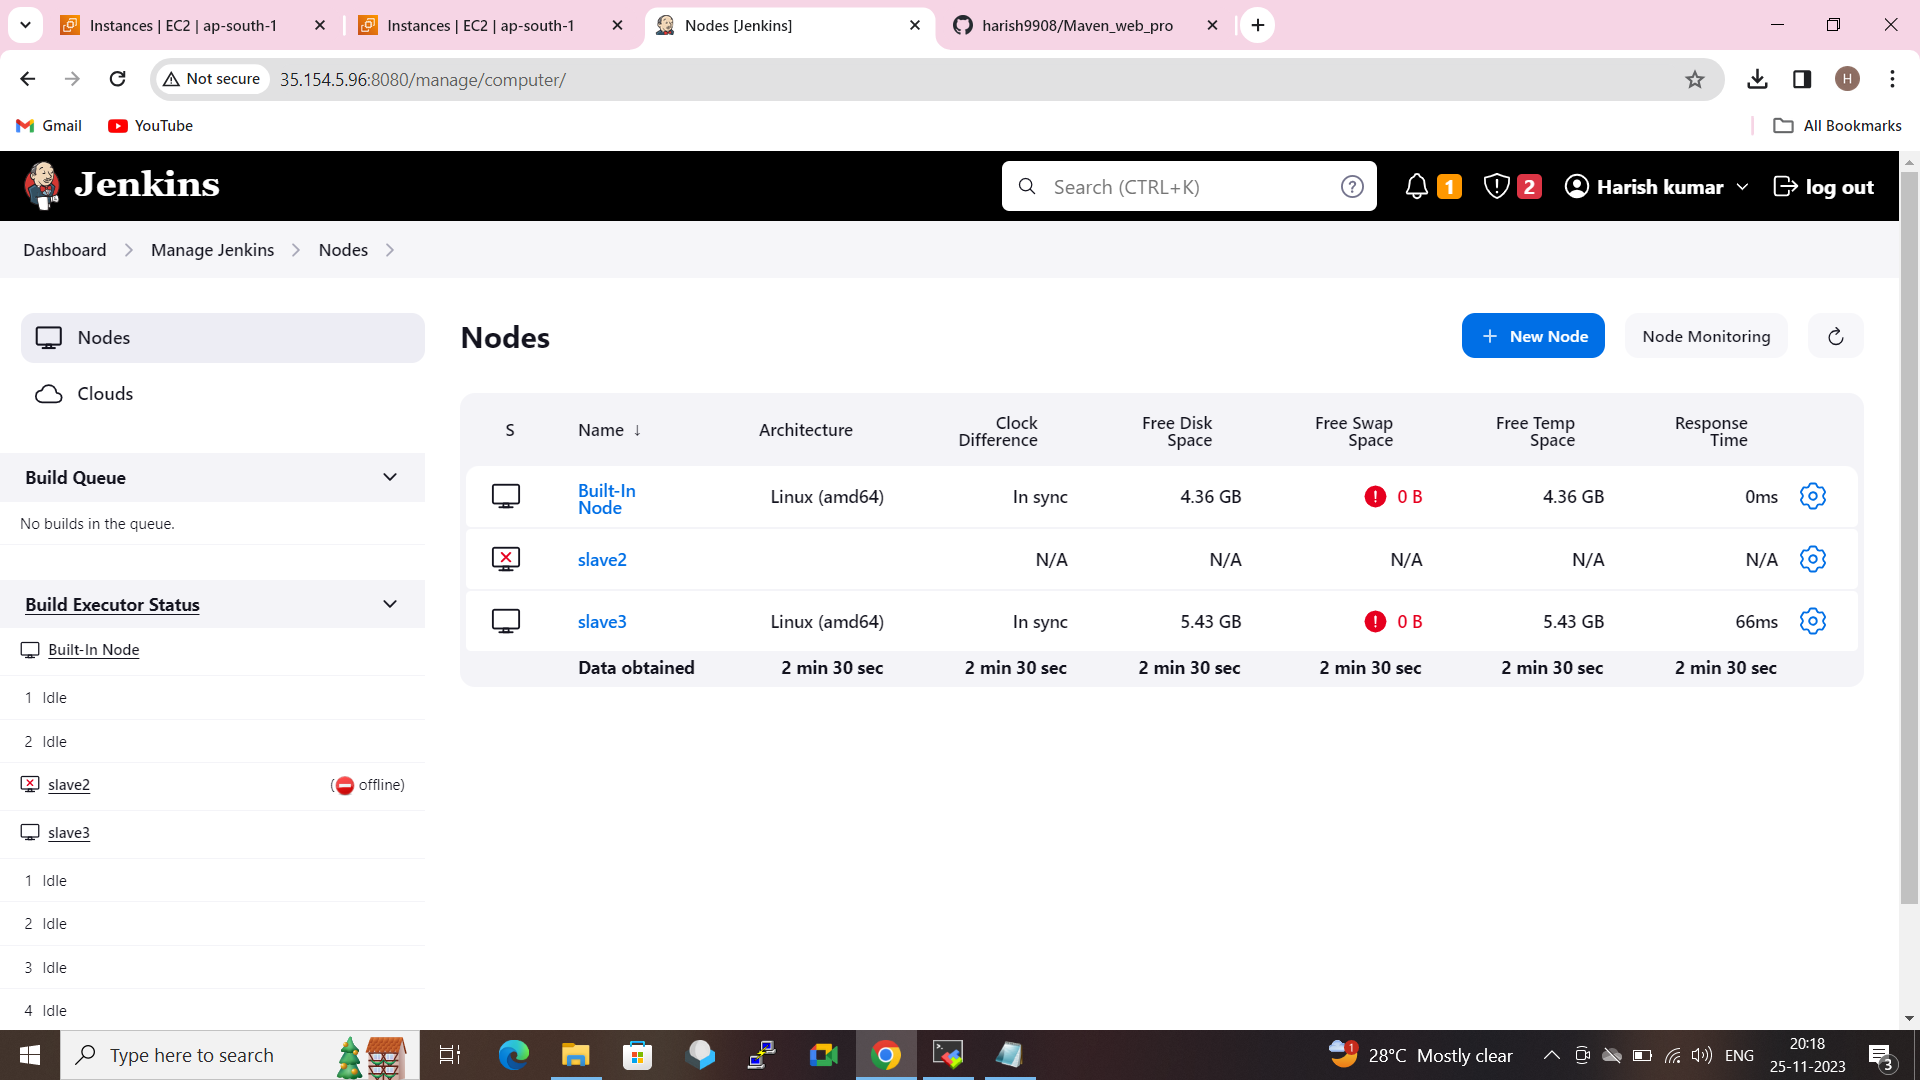 Instances | EC2 | ap-south-1
Instances | EC2 | ap-south-1
Nodes [Jenkins]
harish9908/Maven_web_pro
Not secure
35.154.5.96:8080/manage/computer/
H
Gmail
YouTube
All Bookmarks
Jenkins
Search (CTRL+K)
1
2
Harish kumar
log out
Dashboard
Manage Jenkins
Nodes
Nodes
Clouds
Build Queue
No builds in the queue.
Build Executor Status
Built-In Node
1 Idle
2 Idle
slave2
(offline)
slave3
1 Idle
2 Idle
3 Idle
4 Idle
Nodes
New Node
Node Monitoring
S Name ↓ Architecture Clock Difference Free Disk Space Free Swap Space Free Temp Space Response Time
Built-In Node Linux (amd64) In sync 4.36 GB 0 B 4.36 GB 0ms
slave2 N/A N/A N/A N/A N/A
slave3 Linux (amd64) In sync 5.43 GB 0 B 5.43 GB 66ms
Data obtained 2 min 30 sec 2 min 30 sec 2 min 30 sec 2 min 30 sec 2 min 30 sec 2 min 30 sec
Type here to search
1
28°C Mostly clear
ENG
20:18
25-11-2023
3